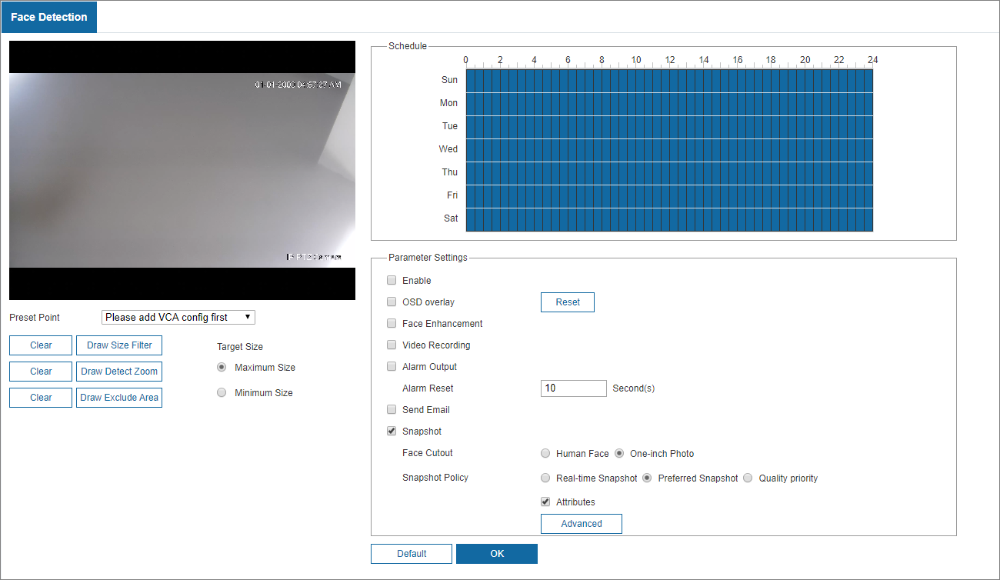 Face Detection
01-01-2000 04:57:27 AM
IP PTZ Camera
Preset Point
Please add VCA config first
Clear
Draw Size Filter
Clear
Draw Detect Zoom
Clear
Draw Exclude Area
Target Size
Maximum Size
Minimum Size
Schedule
0 2 4 6 8 10 12 14 16 18 20 22 24
Sun
Mon
Tue
Wed
Thu
Fri
Sat
Parameter Settings
Enable
OSD overlay Reset
Face Enhancement
Video Recording
Alarm Output
Alarm Reset 10 Second(s)
Send Email
Snapshot
Face Cutout Human Face One-inch Photo
Snapshot Policy Real-time Snapshot Preferred Snapshot Quality priority
Attributes
Advanced
Default OK